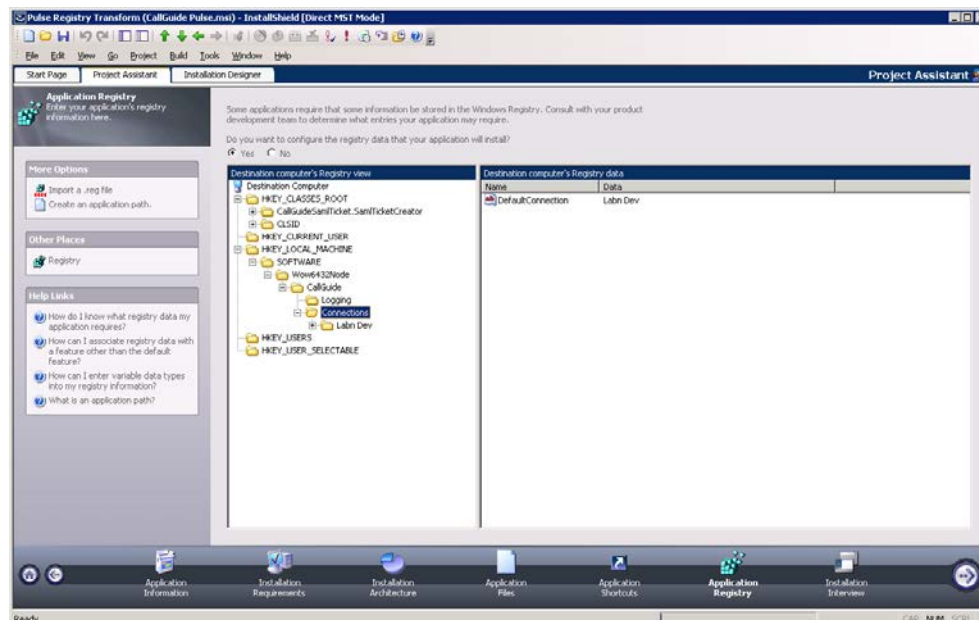 Pulse Registry Transform (CallGuide Pulse.msi) - InstallShield [Direct MST Mode]
File Edit View Go Project Build Tools Window Help
Start Page Project Assistant Installation Designer Project Assistant
Application Registry
Enter your application's registry
information here.
Some applications require that some information be stored in the Windows Registry. Consult with your product
development team to determine what entries your application may require.
Do you want to configure the registry data that your application will install?
Yes No
More Options
Import a .reg file
Create an application path.
Other Places
Registry
Help Links
How do I know what registry data my
application requires?
How can I associate registry data with
a feature other than the default
feature?
How can I enter variable data types
into my registry information?
What is an application path?
Destination computer's Registry view
Destination Computer
HKEY_CLASSES_ROOT
CallGuideSamlTicket.SamlTicketCreator
CLSID
HKEY_CURRENT_USER
HKEY_LOCAL_MACHINE
SOFTWARE
Wow6432Node
CallGuide
Logging
Connections
Labn Dev
HKEY_USERS
HKEY_USER_SELECTABLE
Destination computer's Registry data
Name Data
DefaultConnection Labn Dev
Application
Information
Installation
Requirements
Installation
Architecture
Application
Files
Application
Shortcuts
Application
Registry
Installation
Interview
Ready CAP NUM SCRL